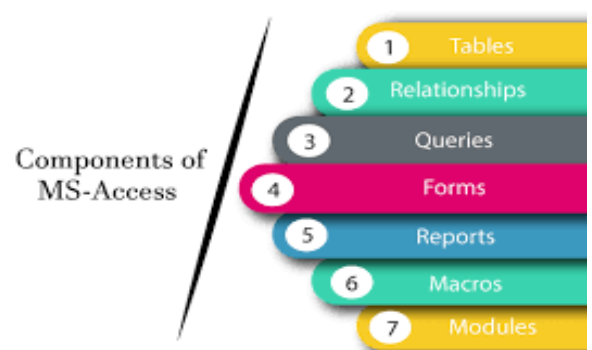 Components of
MS-Access
1 Tables
2 Relationships
3 Queries
4 Forms
5 Reports
6 Macros
7 Modules